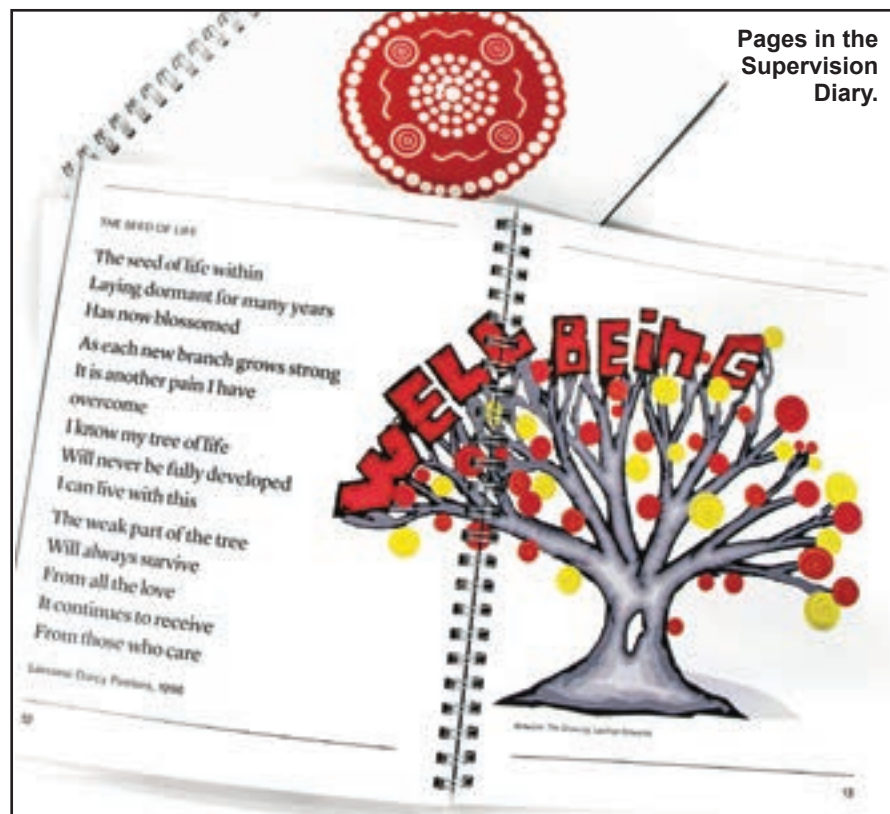 Pages in the
Supervision
Diary.
THE SEED OF LIFE
The seed of life within
Laying dormant for many years
Has now blossomed
As each new branch grows strong
It is another pain I have
overcome
I know my tree of life
Will never be fully developed
I can live with this
The weak part of the tree
Will always survive
From all the love
It continues to receive
From those who care
Darcy 1998
WELL BEING